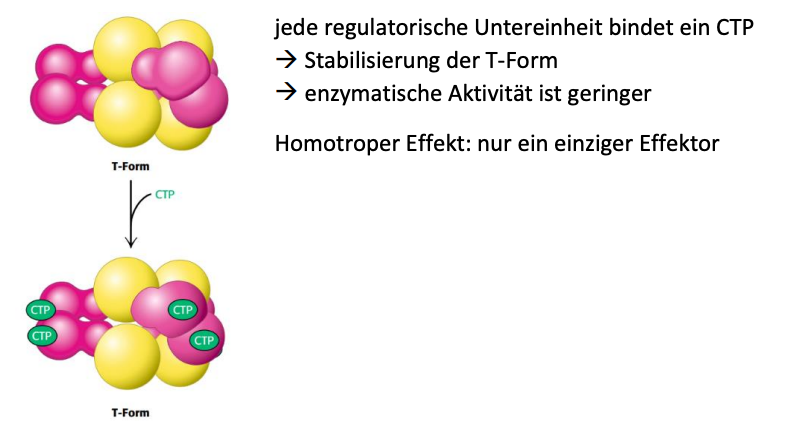 jede regulatorische Untereinheit bindet ein CTP
→ Stabilisierung der T-Form
→ enzymatische Aktivität ist geringer
Homotroper Effekt: nur ein einziger Effektor
T-Form
CTP
CTP
CTP
CTP
CTP
T-Form